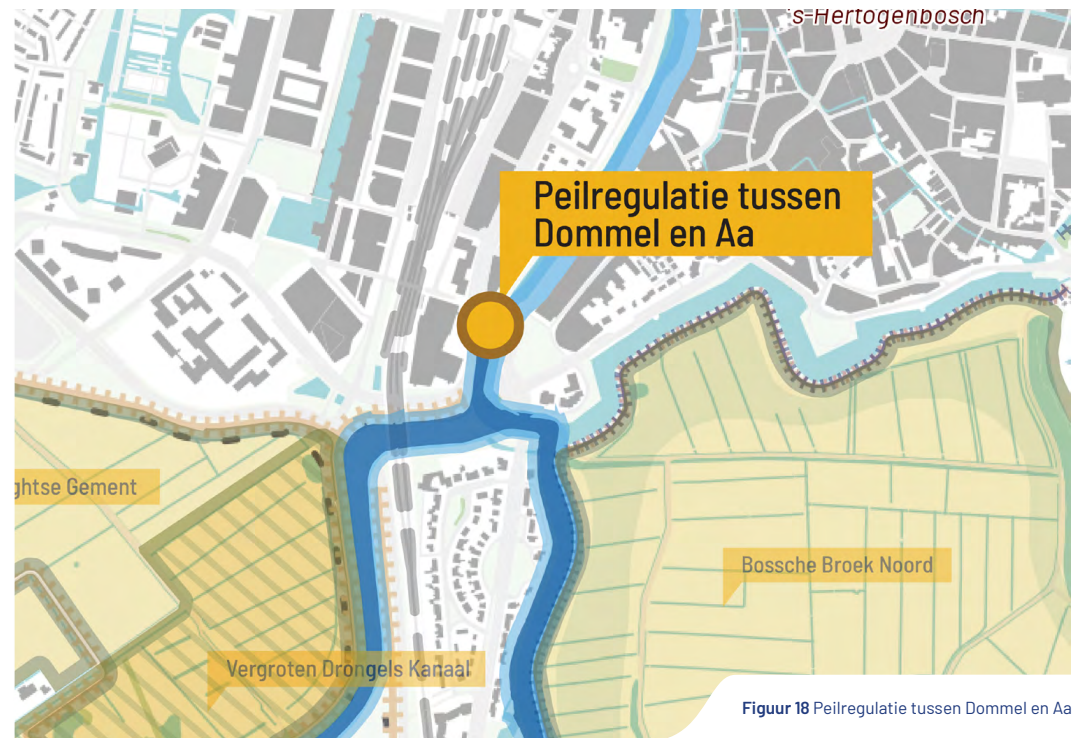 's-Hertogenbosch
Peilregulatie tussen
Dommel en Aa
ghtse Gement
Bossche Broek Noord
Vergroten Drongels Kanaal
Figuur 18 Peilregulatie tussen Dommel en Aa